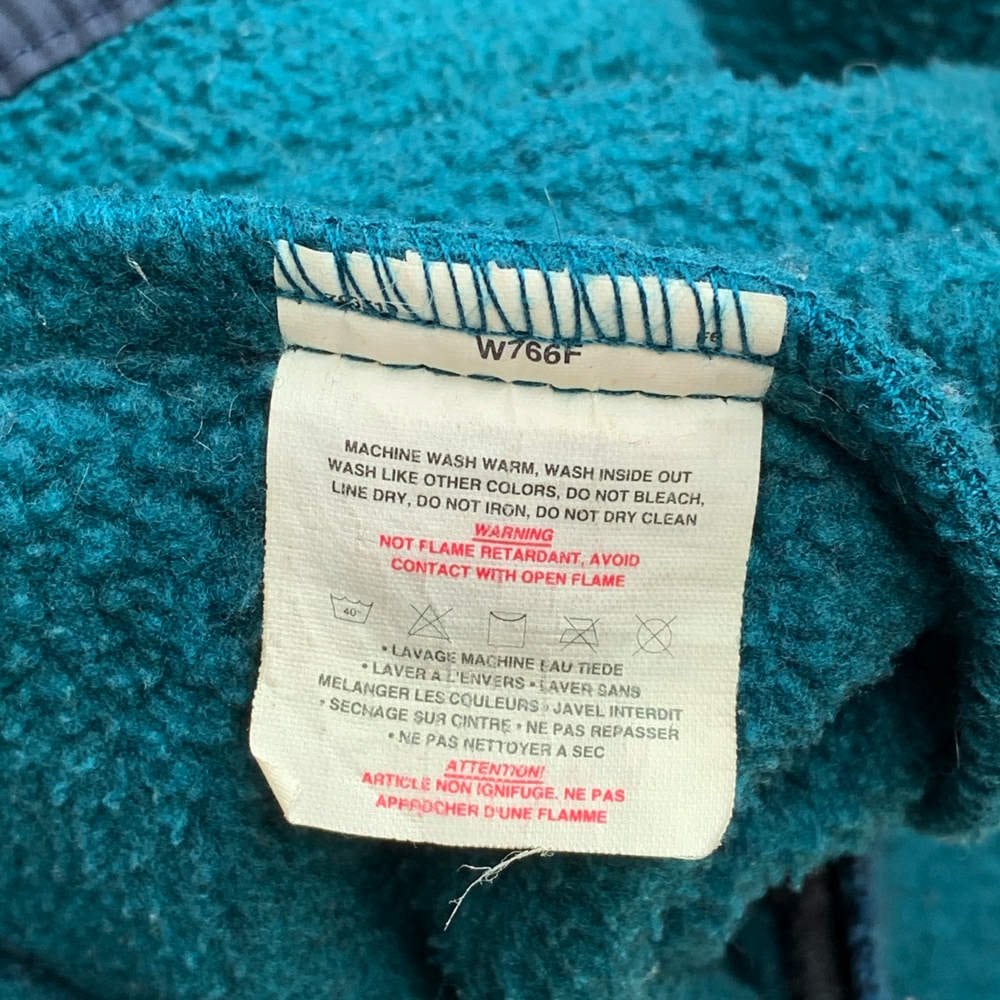 W766F
MACHINE WASH WARM, WASH INSIDE OUT
WASH LIKE OTHER COLORS, DO NOT BLEACH,
LINE DRY, DO NOT IRON, DO NOT DRY CLEAN
WARNING
NOT FLAME RETARDANT, AVOID
CONTACT WITH OPEN FLAME
40°
• LAVAGE MACHINE EAU TIEDE
• LAVER A L'ENVERS • LAVER SANS
MELANGER LES COULEURS • JAVEL INTERDIT
• SECHAGE SUR CINTRE • NE PAS REPASSER
• NE PAS NETTOYER A SEC
ATTENTION!
ARTICLE NON IGNIFUGE. NE PAS
APPROCHER D'UNE FLAMME